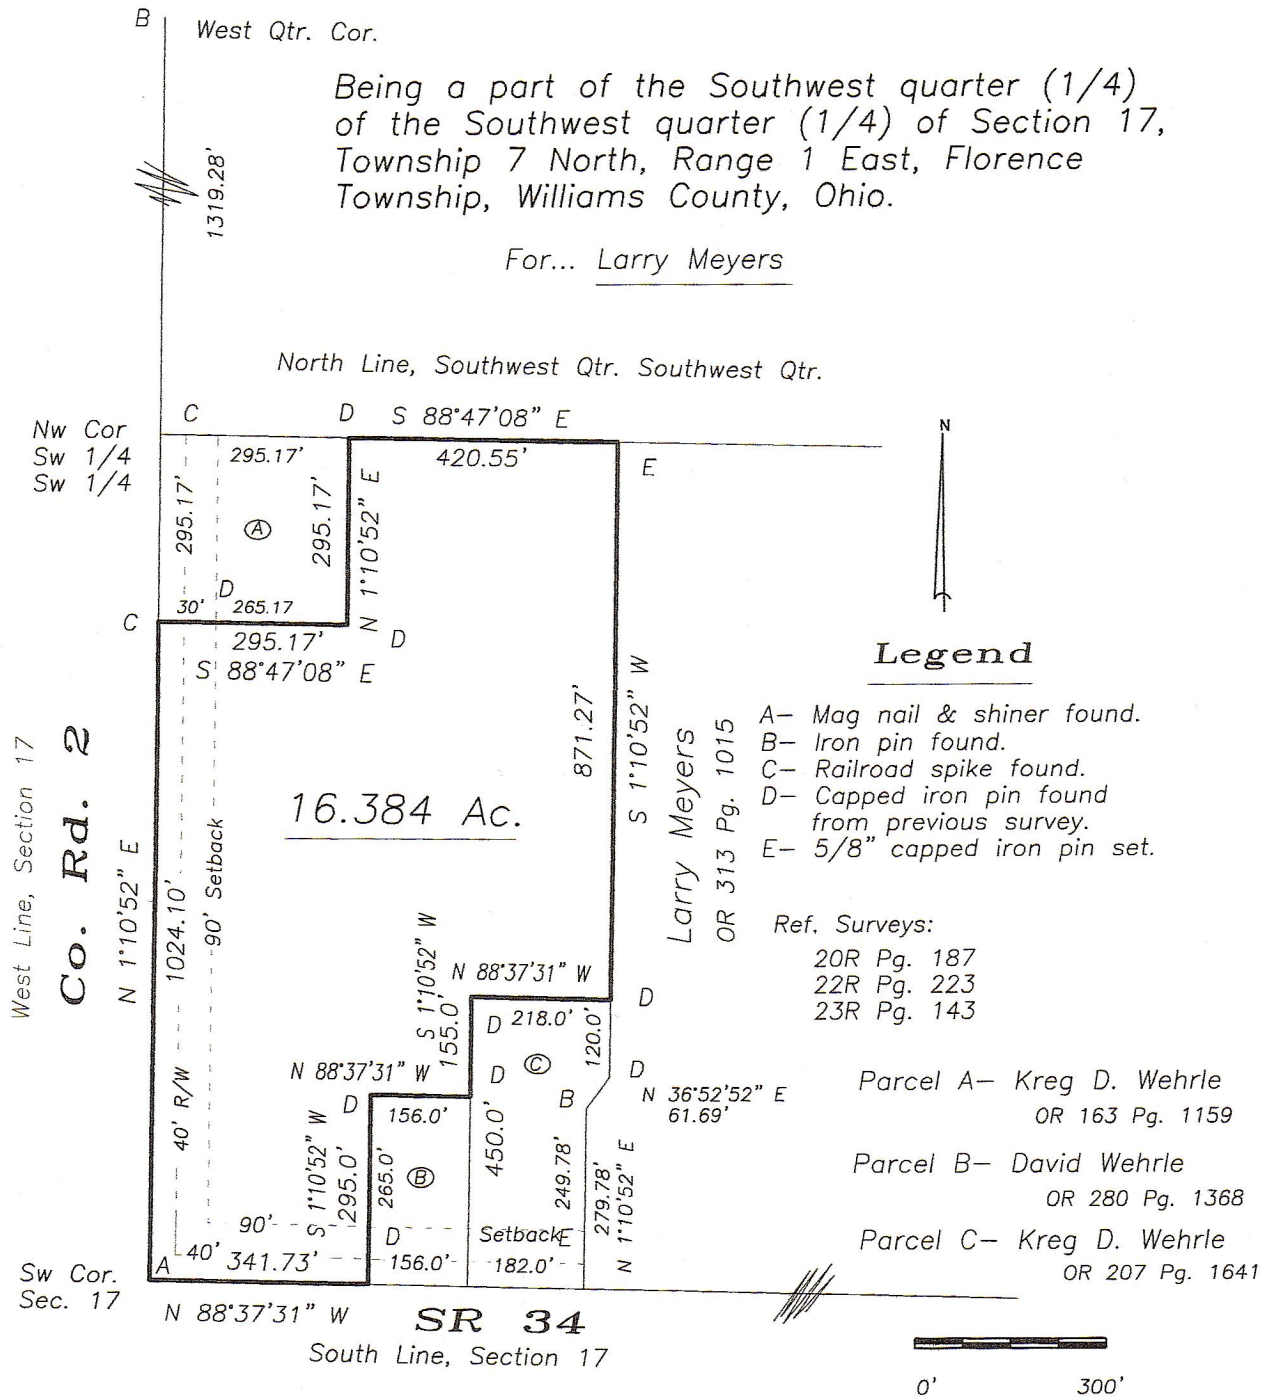 B
West Qtr. Cor.
Being a part of the Southwest quarter (1/4)
of the Southwest quarter (1/4) of Section 17,
Township 7 North, Range 1 East, Florence
Township, Williams County, Ohio.
1319.28'
For... Larry Meyers
North Line, Southwest Qtr. Southwest Qtr.
Nw Cor
Sw 1/4
Sw 1/4
C
D
S 88°47'08" E
295.17'
420.55'
E
N
295.17'
A
295.17'
N 1°10'52" E
D
30'
265.17
C
295.17'
D
S 88°47'08" E
871.27'
S 1°10'52" W
Larry Meyers
OR 313 Pg. 1015
Legend
A- Mag nail & shiner found.
B- Iron pin found.
C- Railroad spike found.
D- Capped iron pin found
from previous survey.
E- 5/8" capped iron pin set.
West Line, Section 17
Co. Rd. 2
N 1°10'52" E
1024.10'
40' R/W
90' Setback
16.384 Ac.
Ref. Surveys:
20R Pg. 187
22R Pg. 223
23R Pg. 143
S 1°10'52" W
155.0'
N 88°37'31" W
D
D 218.0'
120.0'
N 88°37'31" W
D
C
D
D
156.0'
B
N 36°52'52" E
61.69'
S 1°10'52" W
295.0'
265.0'
B
450.0'
249.78'
279.78'
N 1°10'52" E
Parcel A- Kreg D. Wehrle
OR 163 Pg. 1159
Parcel B- David Wehrle
OR 280 Pg. 1368
Parcel C- Kreg D. Wehrle
OR 207 Pg. 1641
90'
D
Setback
E
40'
341.73'
156.0'
182.0'
Sw Cor.
Sec. 17
A
N 88°37'31" W
SR 34
South Line, Section 17
0'
300'